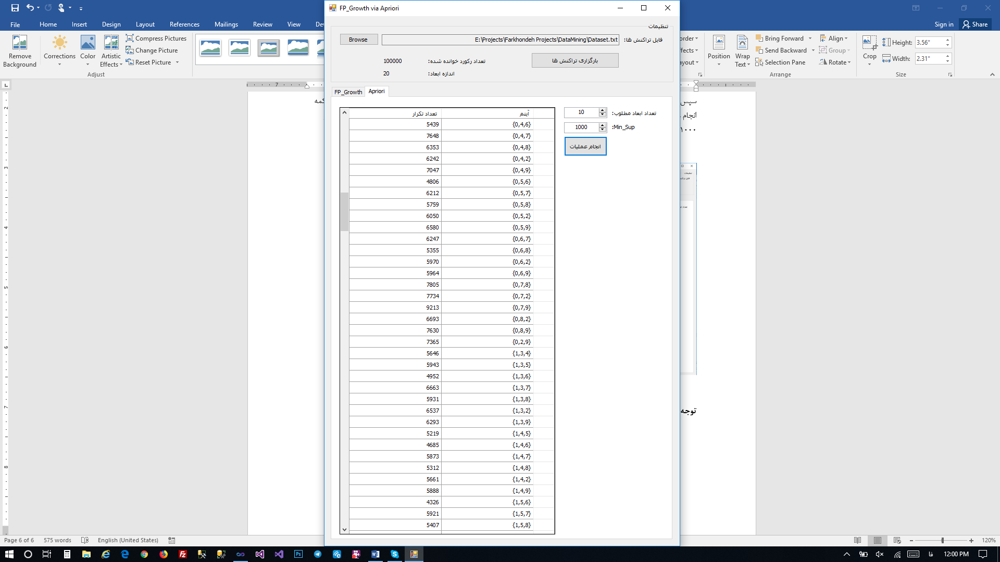 FP_Growth via Apriori
File Home Insert Design Layout References Mailings Review View De
Sign in Share
Remove Background
Corrections
Color
Artistic Effects
Compress Pictures
Change Picture
Reset Picture
Adjust
Position
Wrap Text
Bring Forward
Send Backward
Selection Pane
Align
Group
Rotate
Arrange
Crop
Height: 3.56"
Width: 2.31"
Size
order
ffects
ayout
تنظیمات
فایل تراکنش ها: E:\Projects\Farkhondeh Projects\DataMining\Dataset.txt Browse
بارگزاری تراکنش ها
تعداد رکورد خوانده شده: 100000
اندازه ابعاد: 20
FP_Growth Apriori
تعداد ابعاد مطلوب: 10
Min_Sup: 1000
انجام عملیات
آیتم تعداد تکرار
{0,4,6} 5439
{0,4,7} 7648
{0,4,8} 6353
{0,4,2} 6242
{0,4,9} 7047
{0,5,6} 4806
{0,5,7} 6212
{0,5,8} 5759
{0,5,2} 6050
{0,5,9} 6580
{0,6,7} 6247
{0,6,8} 5355
{0,6,2} 5970
{0,6,9} 5964
{0,7,8} 7805
{0,7,2} 7734
{0,7,9} 9213
{0,8,2} 6693
{0,8,9} 7630
{0,2,9} 7365
{1,3,4} 5646
{1,3,5} 5943
{1,3,6} 4952
{1,3,7} 6663
{1,3,8} 5931
{1,3,2} 6537
{1,3,9} 6293
{1,4,5} 5219
{1,4,6} 4685
{1,4,7} 5873
{1,4,8} 5312
{1,4,2} 5661
{1,4,9} 5888
{1,5,6} 4326
{1,5,7} 5921
{1,5,8} 5407
سپس
کمه
انجام
۱۰۰۰
توجه
Page 6 of 6 575 words English (United States) 120%
فا 12:00 PM